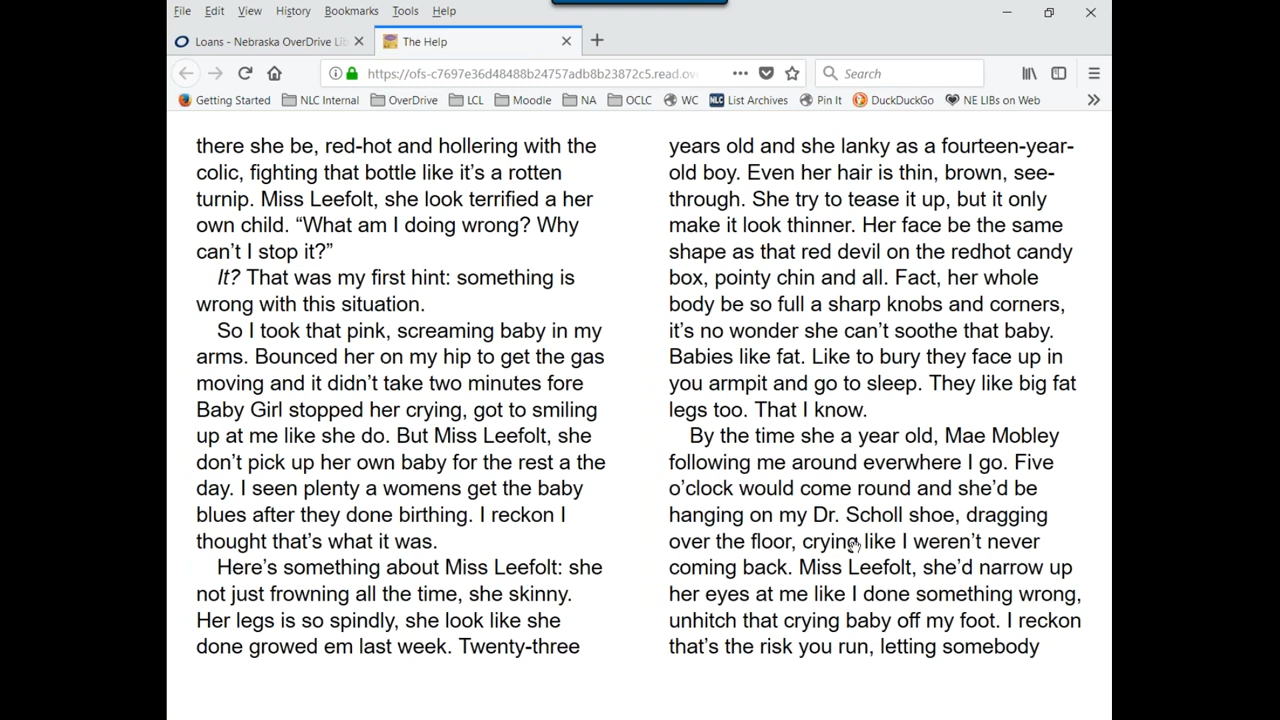 File Edit View History Bookmarks Tools Help
Loans - Nebraska OverDrive Lib
The Help
https://ofs-c7697e36d48488b24757adb8b23872c5.read.ov
Search
Getting Started NLC Internal OverDrive LCL Moodle NA OCLC WC NLC List Archives Pin It DuckDuckGo NE LIBs on Web
there she be, red-hot and hollering with the
colic, fighting that bottle like it’s a rotten
turnip. Miss Leefolt, she look terrified a her
own child. “What am I doing wrong? Why
can’t I stop it?”
It? That was my first hint: something is
wrong with this situation.
So I took that pink, screaming baby in my
arms. Bounced her on my hip to get the gas
moving and it didn’t take two minutes fore
Baby Girl stopped her crying, got to smiling
up at me like she do. But Miss Leefolt, she
don’t pick up her own baby for the rest a the
day. I seen plenty a womens get the baby
blues after they done birthing. I reckon I
thought that’s what it was.
Here’s something about Miss Leefolt: she
not just frowning all the time, she skinny.
Her legs is so spindly, she look like she
done growed em last week. Twenty-three
years old and she lanky as a fourteen-year-
old boy. Even her hair is thin, brown, see-
through. She try to tease it up, but it only
make it look thinner. Her face be the same
shape as that red devil on the redhot candy
box, pointy chin and all. Fact, her whole
body be so full a sharp knobs and corners,
it’s no wonder she can’t soothe that baby.
Babies like fat. Like to bury they face up in
you armpit and go to sleep. They like big fat
legs too. That I know.
By the time she a year old, Mae Mobley
following me around everwhere I go. Five
o’clock would come round and she’d be
hanging on my Dr. Scholl shoe, dragging
over the floor, crying like I weren’t never
coming back. Miss Leefolt, she’d narrow up
her eyes at me like I done something wrong,
unhitch that crying baby off my foot. I reckon
that’s the risk you run, letting somebody